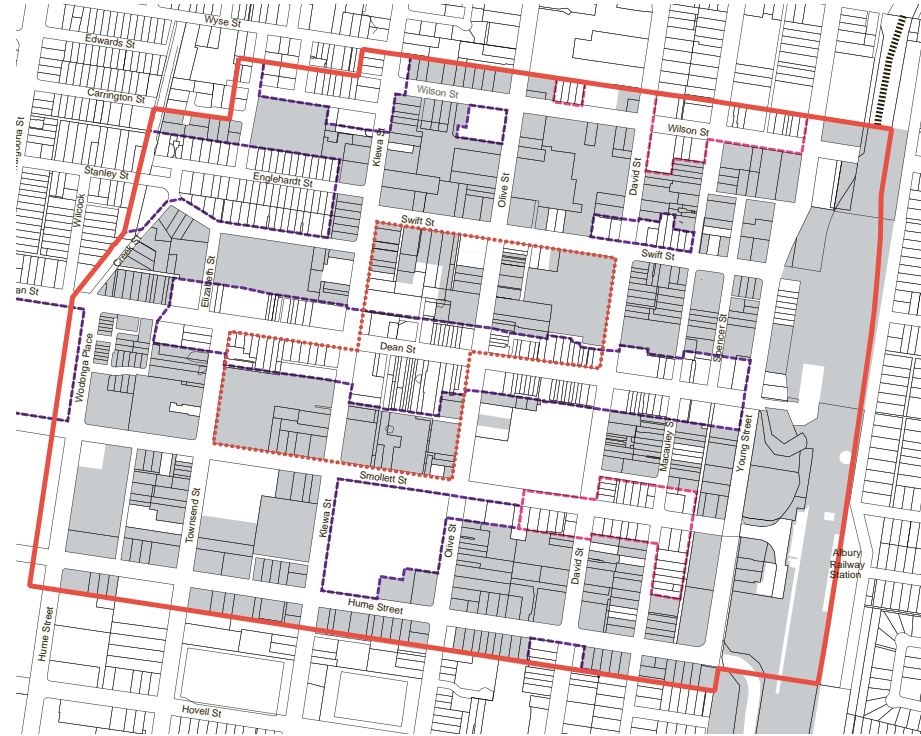 Wyse St
Edwards St
Carrington St
Wilson St
Wilson St
Kiewa St
Stanley St
Englehardt St
David St
Olive St
Wilcock
Swift St
Creek St
Swift St
Elizabeth St
an St
Spencer St
Dean St
Wodonga Place
Macauley St
Young Street
Smollett St
Townsend St
Kiewa St
Olive St
David St
Albury
Railway
Station
Hume Street
Hume Street
Hovell St